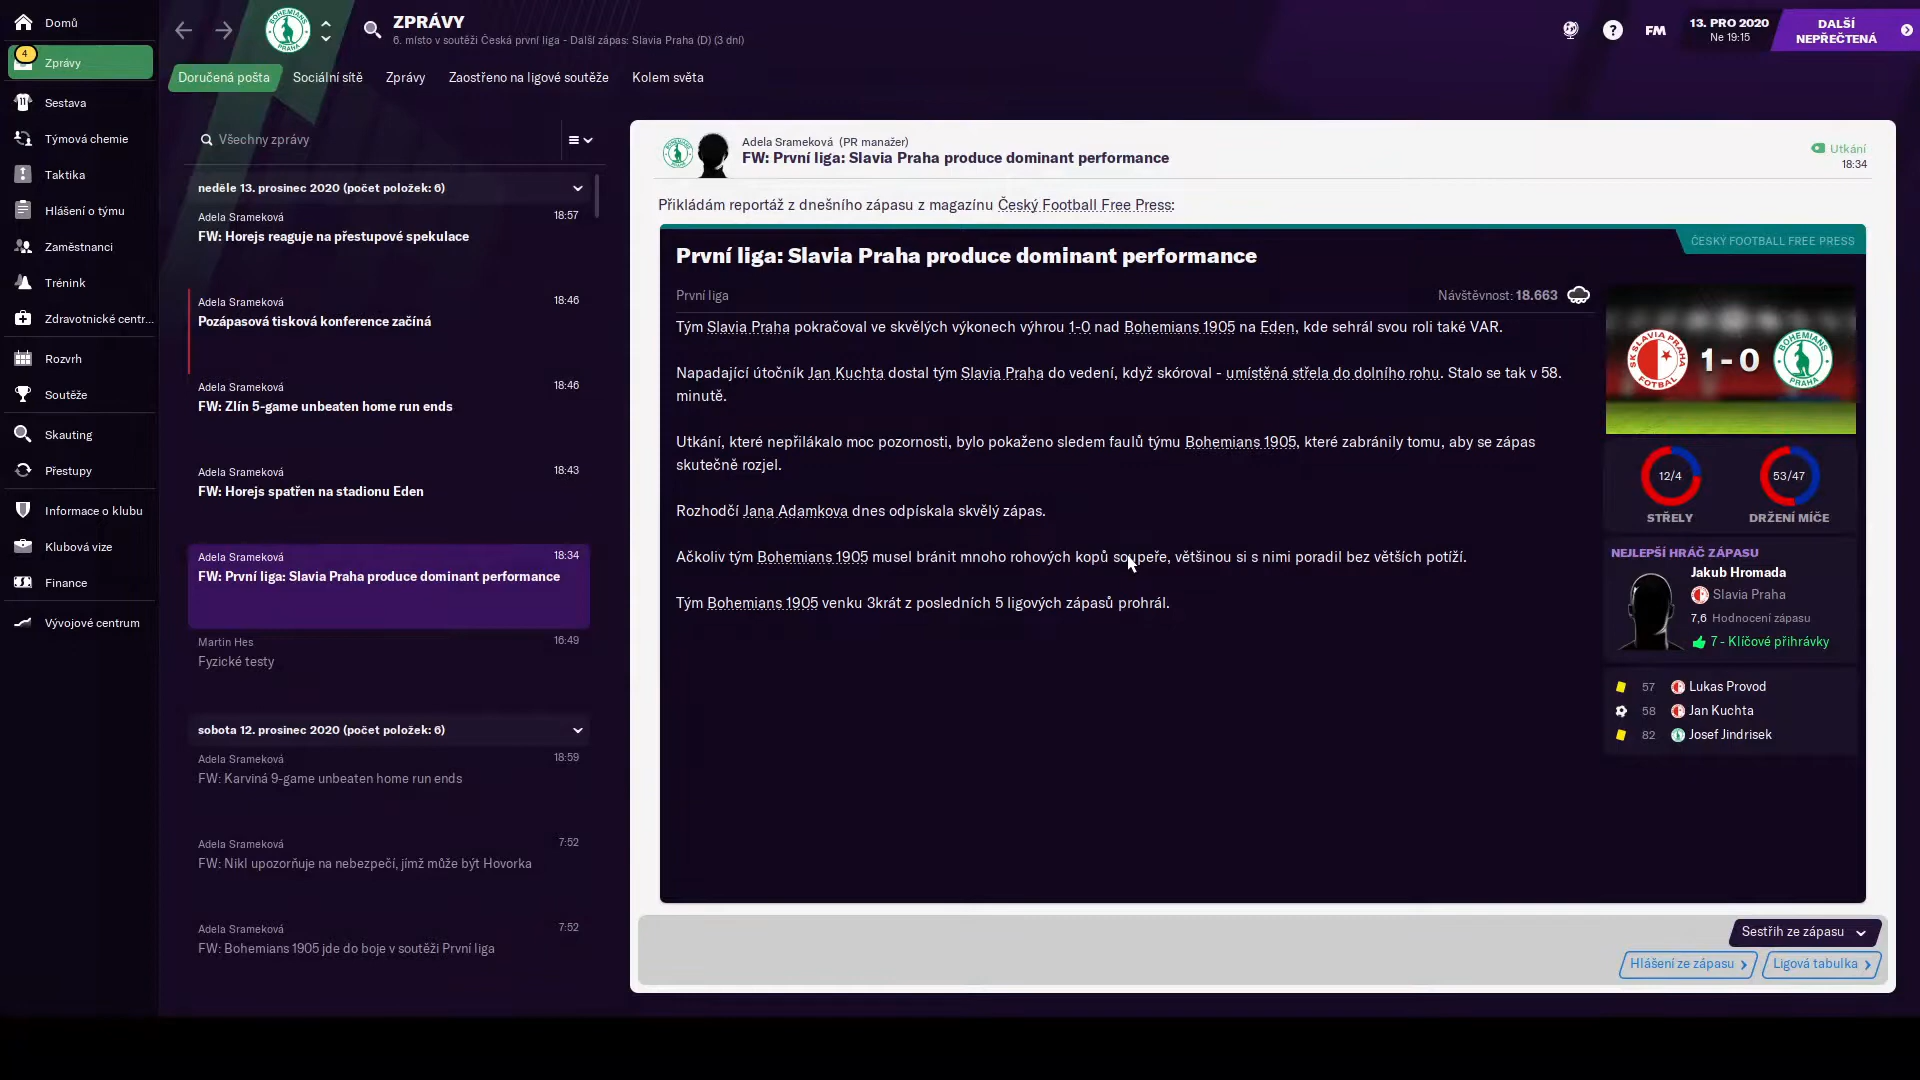 Domů
4
Zprávy
Sestava
Týmová chemie
Taktika
Hlášení o týmu
Zaměstnanci
Trénink
Zdravotnické centr...
Rozvrh
Soutěže
Skauting
Přestupy
Informace o klubu
Klubová vize
Finance
Vývojové centrum
BOHEMIANS PRAHA
ZPRÁVY
6. místo v soutěži Česká první liga - Další zápas: Slavia Praha (D) (3 dní)
FM
13. PRO 2020
Ne 19:15
DALŠÍ
NEPŘEČTENÁ
Doručená pošta
Sociální sítě
Zprávy
Zaostřeno na ligové soutěže
Kolem světa
Všechny zprávy
neděle 13. prosinec 2020 (počet položek: 6)
Adela Srameková 18:57
FW: Horejs reaguje na přestupové spekulace
Adela Srameková 18:46
Pozápasová tisková konference začíná
Adela Srameková 18:46
FW: Zlín 5-game unbeaten home run ends
Adela Srameková 18:43
FW: Horejs spatřen na stadionu Eden
Adela Srameková 18:34
FW: První liga: Slavia Praha produce dominant performance
Martin Hes 16:49
Fyzické testy
sobota 12. prosinec 2020 (počet položek: 6)
Adela Srameková 18:59
FW: Karviná 9-game unbeaten home run ends
Adela Srameková 7:52
FW: Nikl upozorňuje na nebezpečí, jímž může být Hovorka
Adela Srameková 7:52
FW: Bohemians 1905 jde do boje v soutěži První liga
Adela Srameková (PR manažer)
FW: První liga: Slavia Praha produce dominant performance
Utkání
18:34
Přikládám reportáž z dnešního zápasu z magazínu Český Football Free Press:
ČESKÝ FOOTBALL FREE PRESS
První liga: Slavia Praha produce dominant performance
První liga
Návštěvnost: 18.663
Tým Slavia Praha pokračoval ve skvělých výkonech výhrou 1-0 nad Bohemians 1905 na Eden, kde sehrál svou roli také VAR.
Napadající útočník Jan Kuchta dostal tým Slavia Praha do vedení, když skóroval - umístěná střela do dolního rohu. Stalo se tak v 58.
minutě.
Utkání, které nepřilákalo moc pozornosti, bylo pokaženo sledem faulů týmu Bohemians 1905, které zabránily tomu, aby se zápas
skutečně rozjel.
Rozhodčí Jana Adamkova dnes odpískala skvělý zápas.
Ačkoliv tým Bohemians 1905 musel bránit mnoho rohových kopů soupeře, většinou si s nimi poradil bez větších potíží.
Tým Bohemians 1905 venku 3krát z posledních 5 ligových zápasů prohrál.
SK SLAVIA PRAHA FOTBAL
1 - 0
BOHEMIANS PRAHA
12/4
53/47
STŘELY
DRŽENÍ MÍČE
NEJLEPŠÍ HRÁČ ZÁPASU
Jakub Hromada
Slavia Praha
7,6 Hodnocení zápasu
7 - Klíčové přihrávky
57 Lukas Provod
58 Jan Kuchta
82 Josef Jindrisek
Sestřih ze zápasu
Hlášení ze zápasu
Ligová tabulka